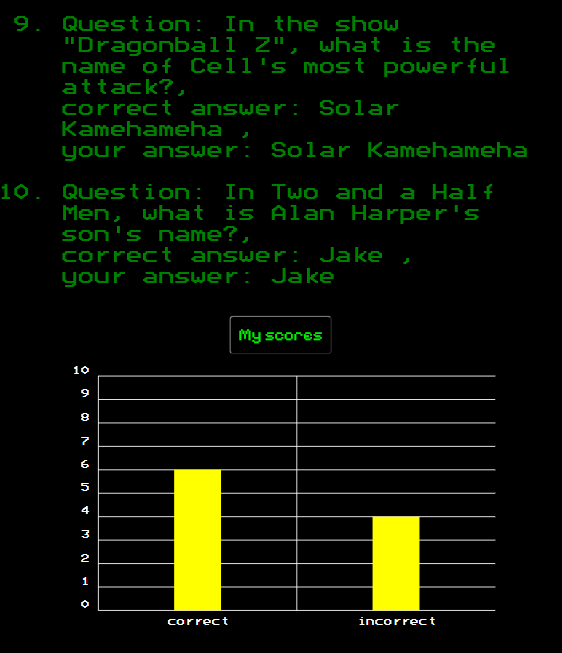 9. Question: In the show
"Dragonball Z", what is the
name of Cell's most powerful
attack?,
correct answer: Solar
Kamehameha ,
your answer: Solar Kamehameha
10. Question: In Two and a Half
Men, what is Alan Harper's
son's name?,
correct answer: Jake ,
your answer: Jake
My scores
10
9
8
7
6
5
4
3
2
1
0
correct incorrect